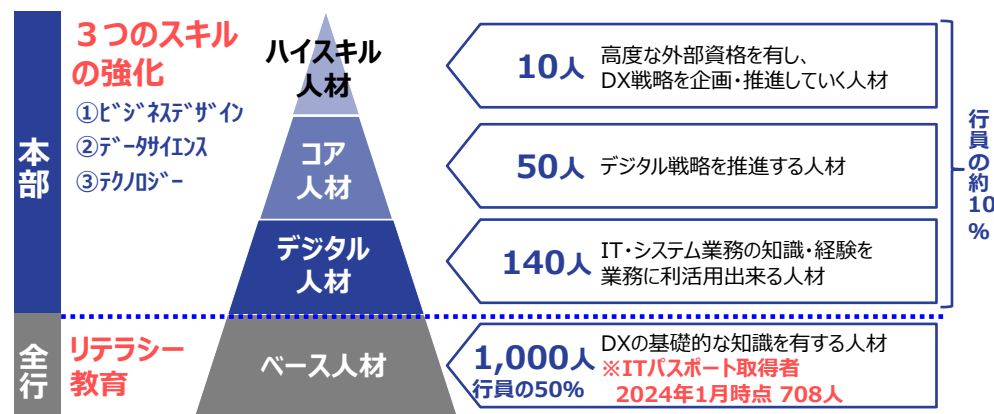 本部
３つのスキル
の強化
①ﾋﾞｼﾞﾈｽﾃﾞｻﾞｲﾝ
②ﾃﾞｰﾀｻｲｴﾝｽ
③ﾃｸﾉﾛｼﾞｰ
ハイスキル
人材
10人
高度な外部資格を有し、
DX戦略を企画・推進していく人材
コア
人材
50人
デジタル戦略を推進する人材
デジタル
人材
140人
IT・システム業務の知識・経験を
業務に利活用出来る人材
行員の約10%
全行
リテラシー
教育
ベース人材
1,000人
行員の50%
DXの基礎的な知識を有する人材
※ITパスポート取得者
2024年1月時点 708人